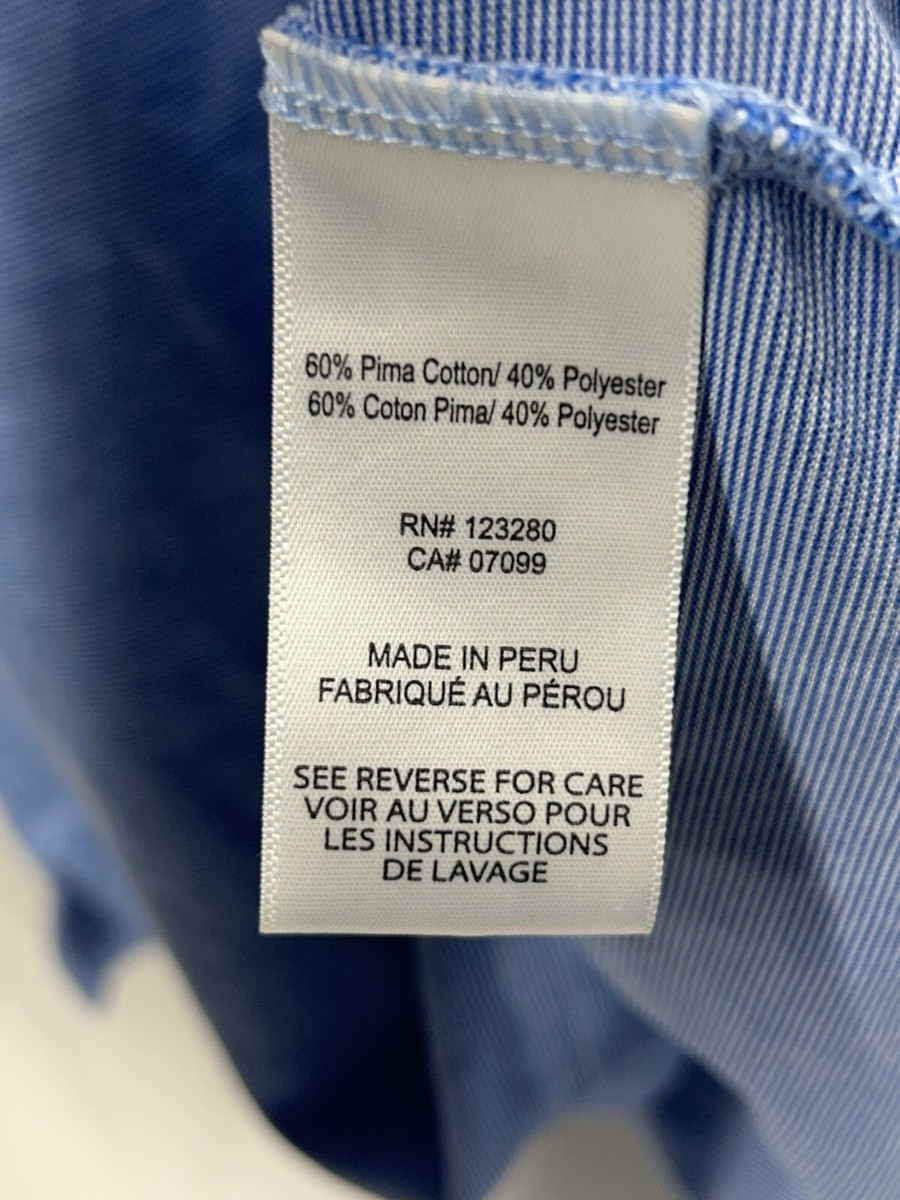 60% Pima Cotton/ 40% Polyester
60% Coton Pima/ 40% Polyester
RN# 123280
CA# 07099
MADE IN PERU
FABRIQUÉ AU PÉROU
SEE REVERSE FOR CARE
VOIR AU VERSO POUR
LES INSTRUCTIONS
DE LAVAGE